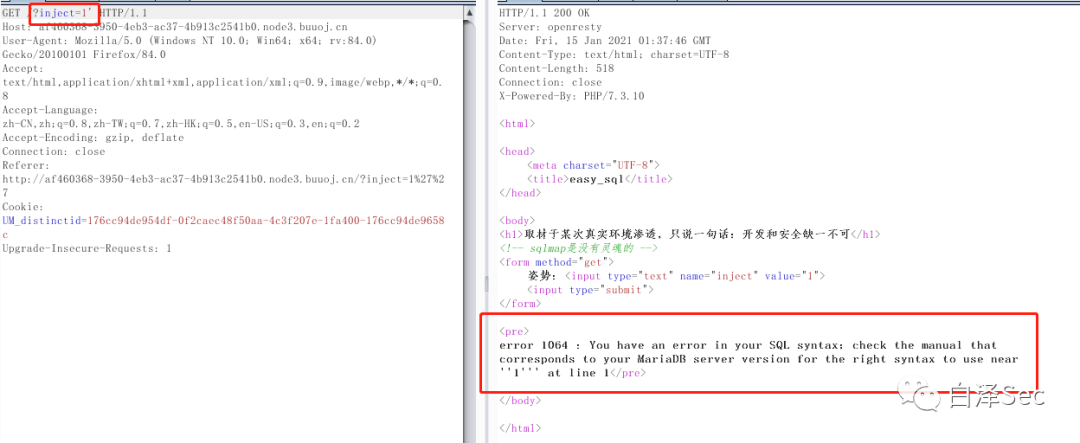 GET /?inject=1' HTTP/1.1
Host: af460368-3950-4eb3-ac37-4b913c2541b0.node3.buuoj.cn
User-Agent: Mozilla/5.0 (Windows NT 10.0; Win64; x64; rv:84.0)
Gecko/20100101 Firefox/84.0
Accept:
text/html,application/xhtml+xml,application/xml;q=0.9,image/webp,*/*;q=0.
8
Accept-Language:
zh-CN,zh;q=0.8,zh-TW;q=0.7,zh-HK;q=0.5,en-US;q=0.3,en;q=0.2
Accept-Encoding: gzip, deflate
Connection: close
Referer:
http://af460368-3950-4eb3-ac37-4b913c2541b0.node3.buuoj.cn/?inject=1%27%2
7
Cookie:
UM_distinctid=176cc94de954df-0f2caec48f50aa-4c3f207e-1fa400-176cc94de9658
c
Upgrade-Insecure-Requests: 1
HTTP/1.1 200 OK
Server: openresty
Date: Fri, 15 Jan 2021 01:37:46 GMT
Content-Type: text/html; charset=UTF-8
Content-Length: 518
Connection: close
X-Powered-By: PHP/7.3.10
<html>
<head>
<meta charset="UTF-8">
<title>easy_sql</title>
</head>
<body>
<h1>取材于某次真实环境渗透，只说一句话：开发和安全缺一不可</h1>
<!-- sqlmap是没有灵魂的 -->
<form method="get">
姿势: <input type="text" name="inject" value="1">
<input type="submit">
</form>
<pre>
error 1064 : You have an error in your SQL syntax; check the manual that
corresponds to your MariaDB server version for the right syntax to use near
''1''' at line 1</pre>
</body>
</html>
白泽Sec